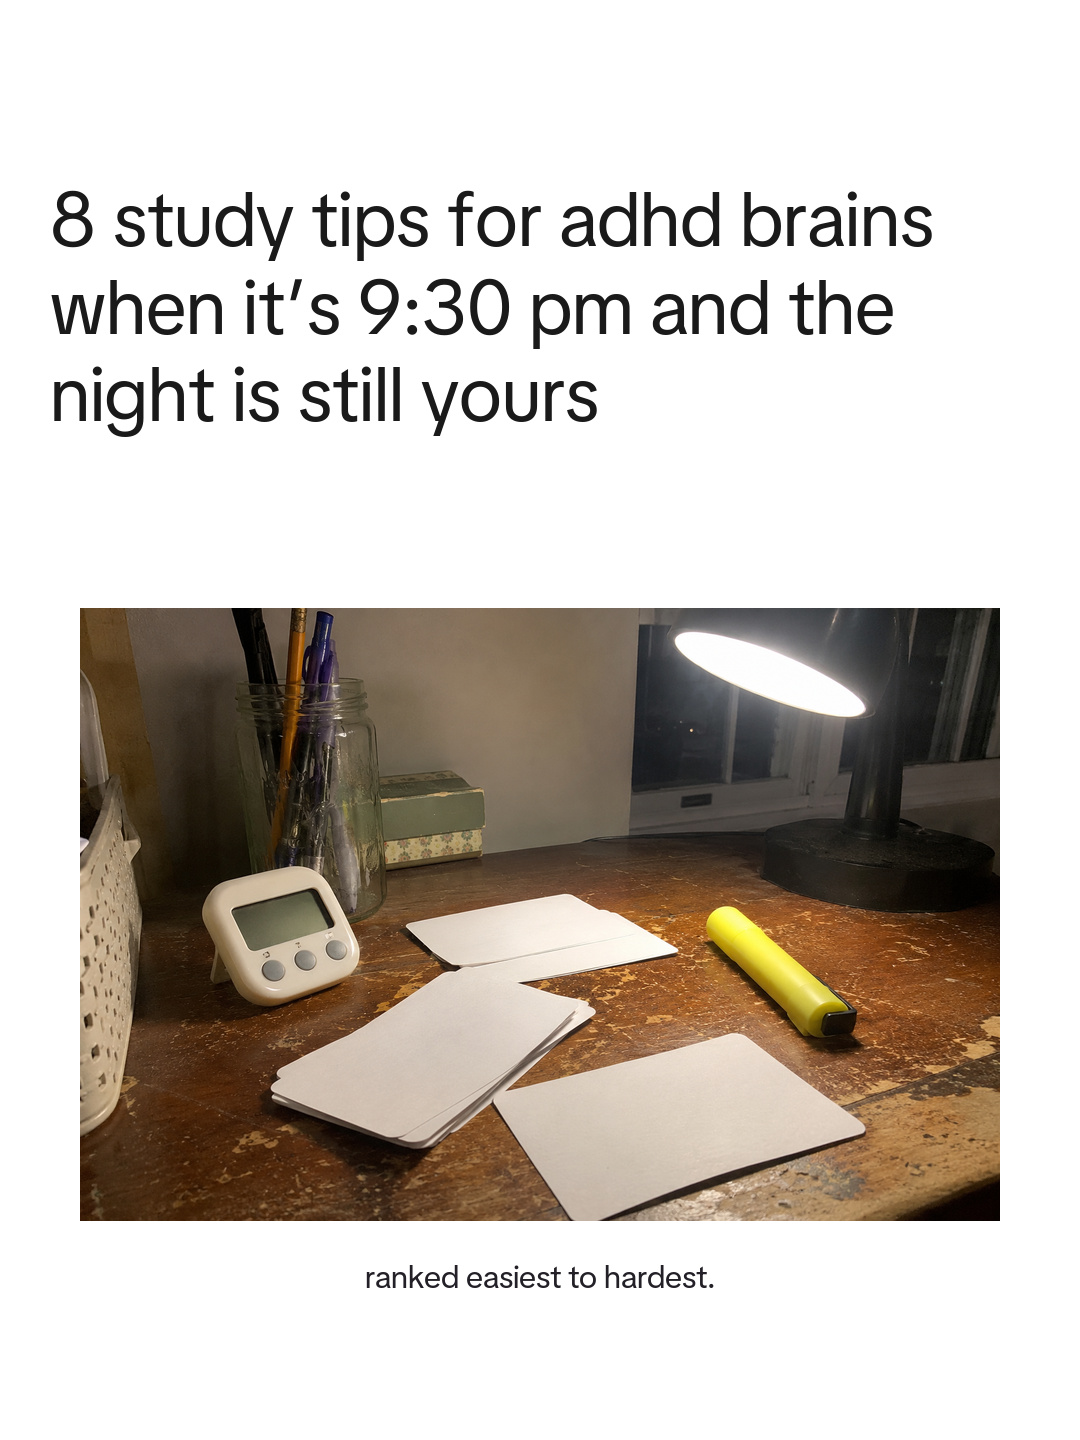 8 study tips for adhd brains
when it’s 9:30 pm and the
night is still yours
ranked easiest to hardest.